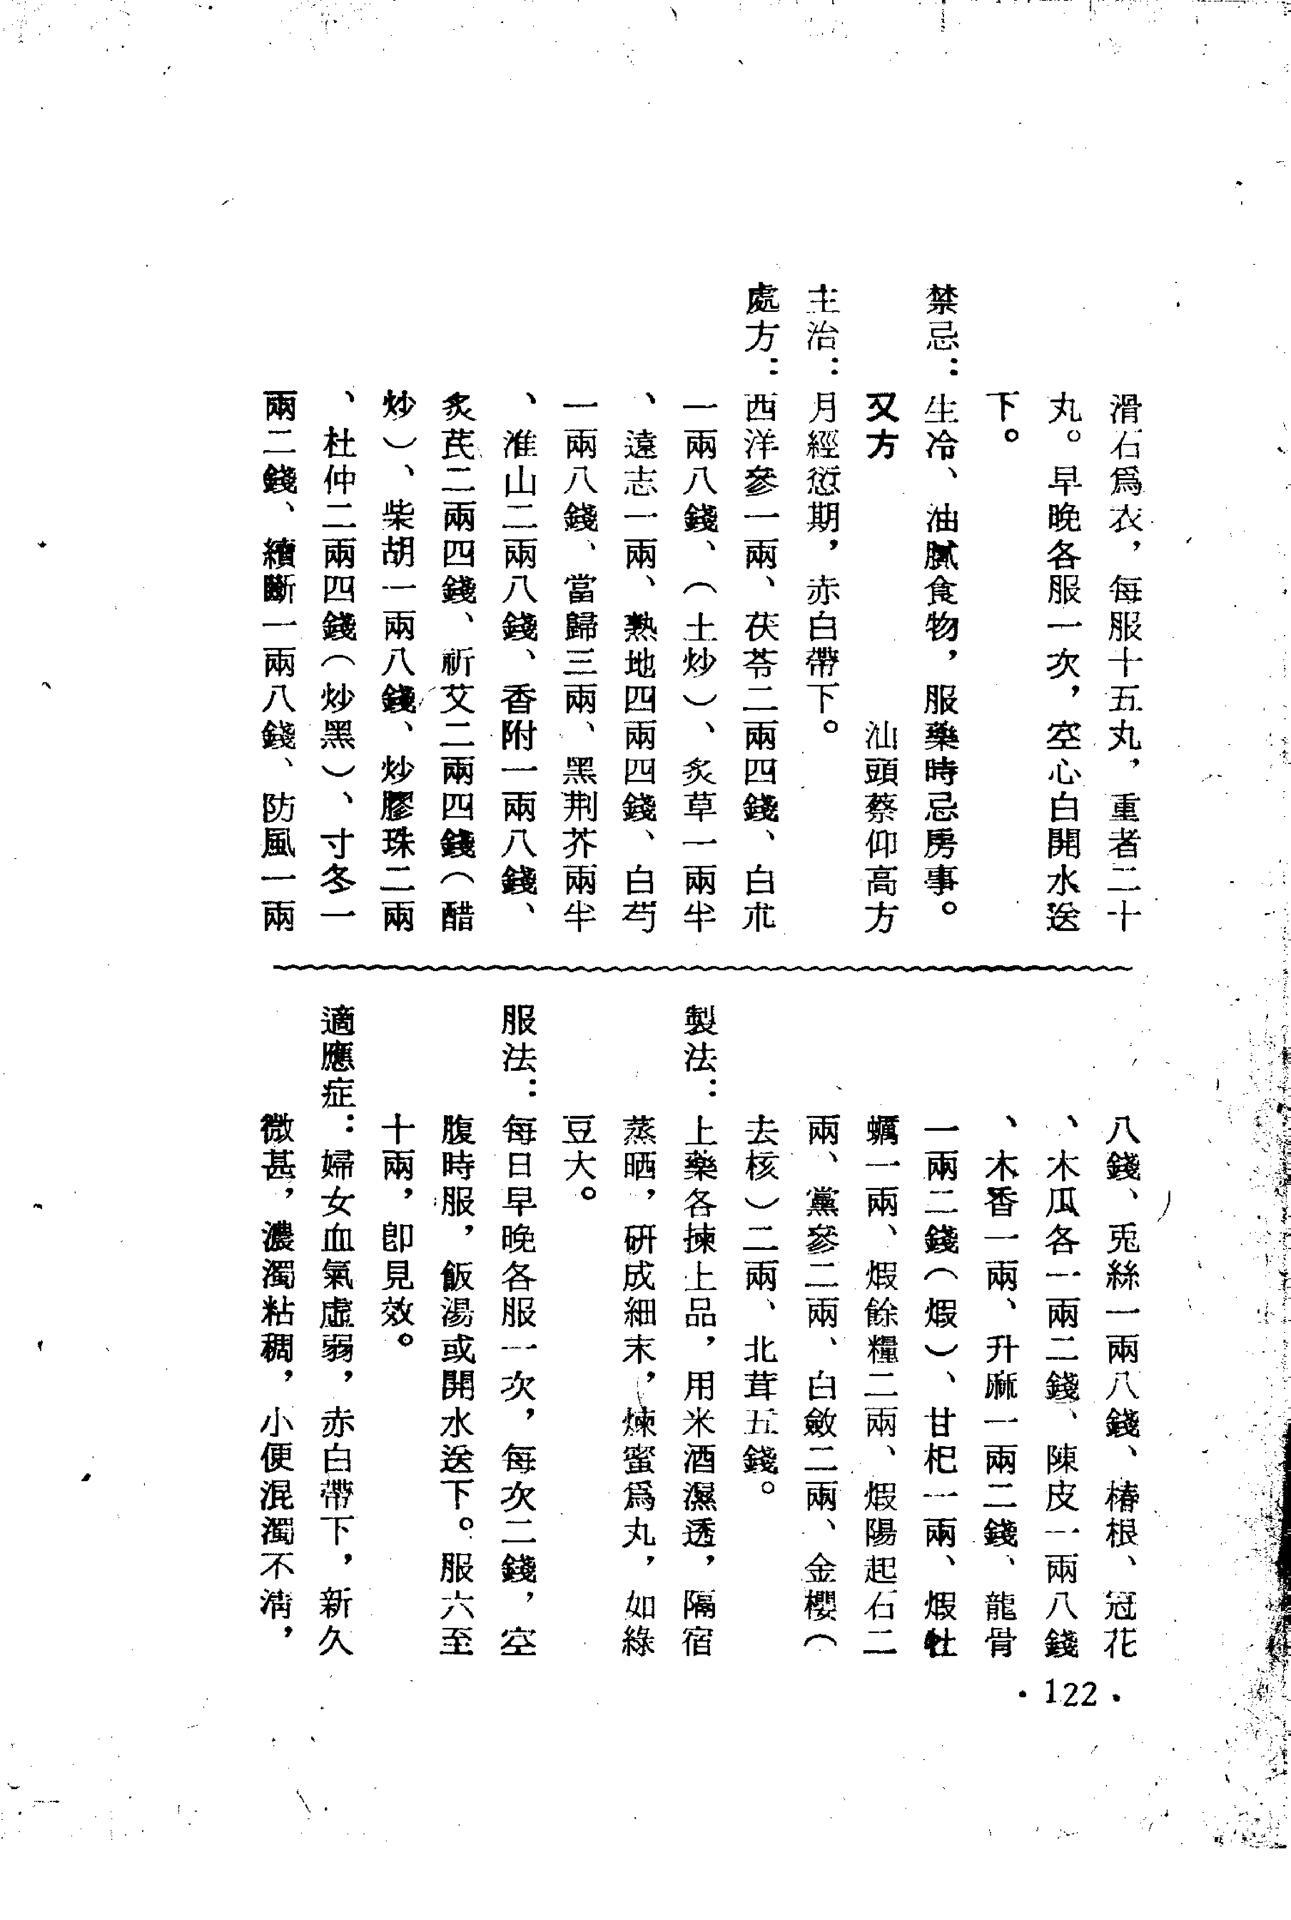 滑石爲衣，每服十五丸，重者二十
丸。早晚各服一次，空心白開水送
下。
禁忌：生冷、油膩食物，服藥時忌房事。
又方　汕頭蔡仰高方
主治：月經愆期，赤白帶下。
處方：西洋參一兩、茯苓二兩四錢、白朮
一兩八錢、（土炒）、炙草一兩半
、遠志一兩、熟地四兩四錢、白芍
一兩八錢、當歸三兩、黑荆芥兩半
、淮山二兩八錢、香附一兩八錢、
炙芪二兩四錢、祈艾二兩四錢（醋
炒）、柴胡一兩八錢、炒膠珠二兩
、杜仲二兩四錢（炒黑）、寸冬一
兩二錢、續斷一兩八錢、防風一兩
八錢、兎絲一兩八錢、椿根、冠花
、木瓜各一兩二錢、陳皮一兩八錢
、木香一兩、升麻一兩二錢、龍骨
一兩二錢（煆）、甘杞一兩、煆牡
蠣一兩、煆餘糧二兩、煆陽起石二
兩、黨參二兩、白斂二兩、金櫻（
去核）二兩、北茸五錢。
製法：上藥各揀上品，用米酒濕透，隔宿
蒸晒，研成細末，煉蜜爲丸，如綠
豆大。
服法：每日早晚各服一次，每次二錢，空
腹時服，飯湯或開水送下。服六至
十兩，卽見效。
適應症：婦女血氣虛弱，赤白帶下，新久
微甚，濃濁粘稠，小便混濁不清，
·122·